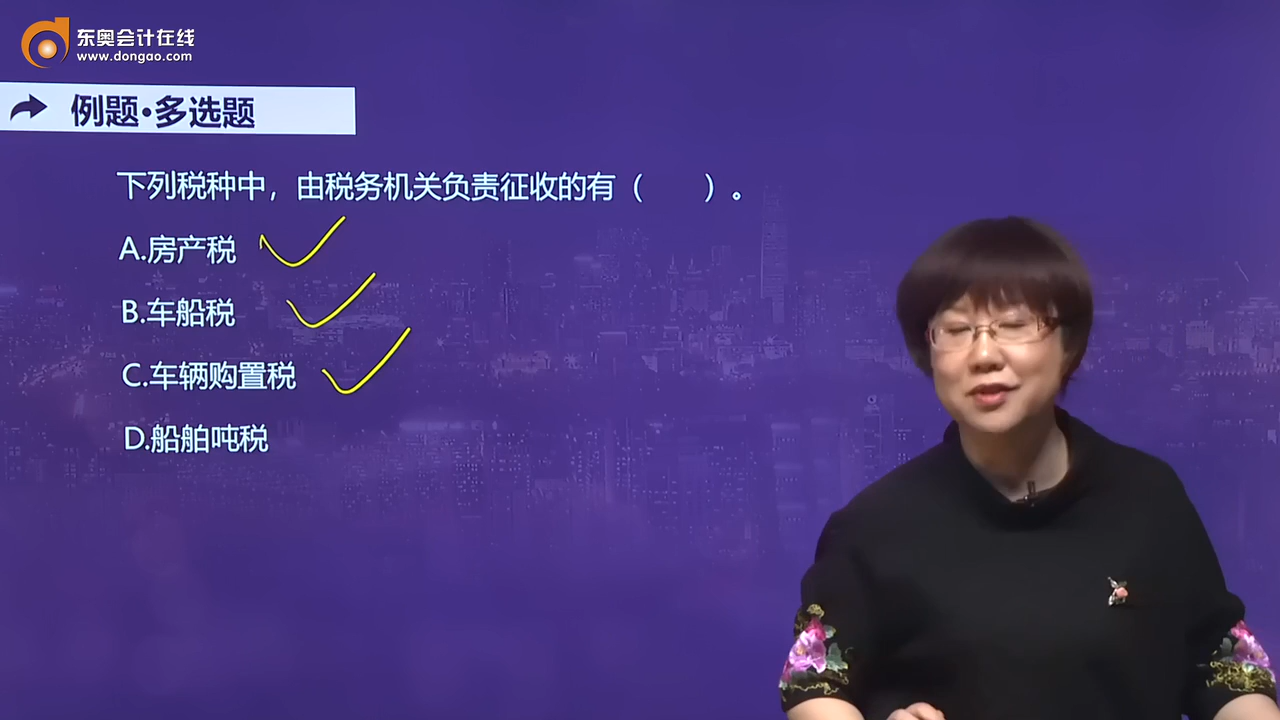 东奥会计在线
www.dongao.com
例题·多选题
下列税种中，由税务机关负责征收的有（　　）。
A.房产税
B.车船税
C.车辆购置税
D.船舶吨税